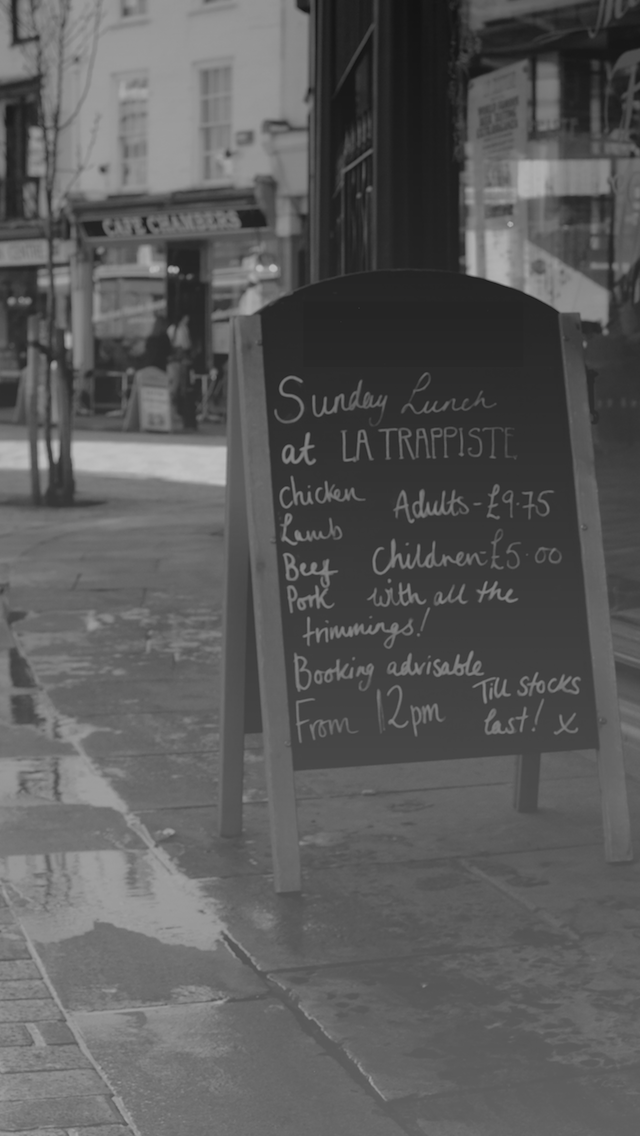 CAFE CHAMBERS
Sunday Lunch
at LA TRAPPISTE
Chicken Adults - £9.75
Lamb
Beef Children - £5.00
Pork with all the
trimmings!
Booking advisable
From 12pm Till stocks
last! x